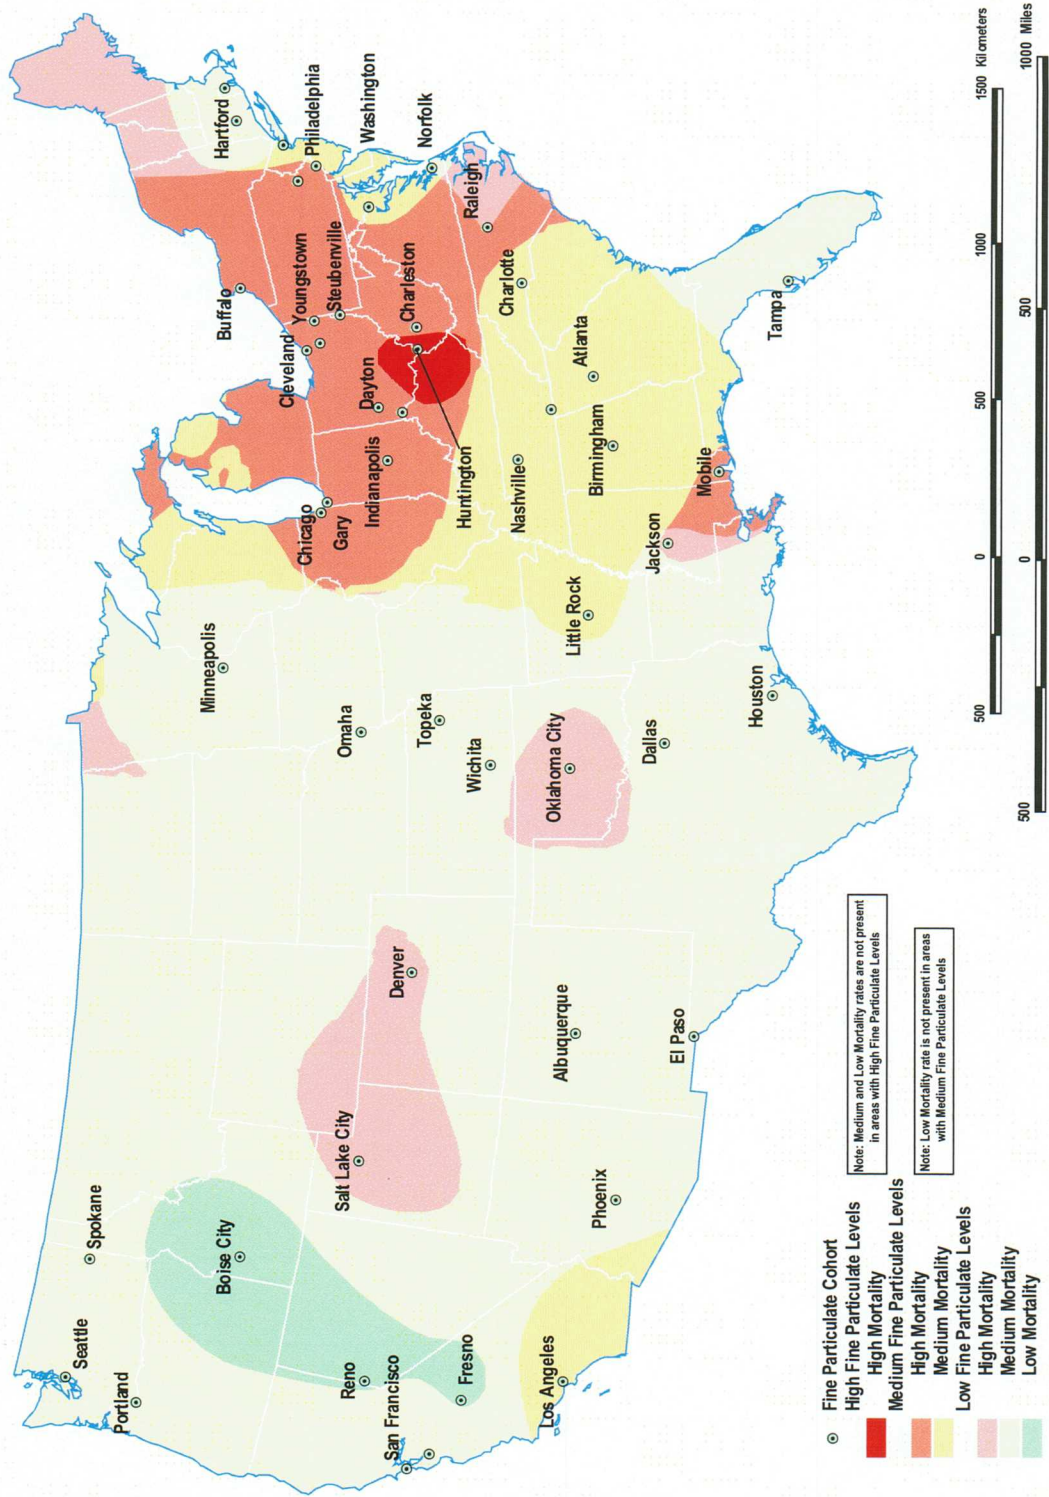 Seattle
Portland
Spokane
Boise City
Reno
San Francisco
Fresno
Los Angeles
Salt Lake City
Phoenix
Denver
Albuquerque
El Paso
Minneapolis
Omaha
Topeka
Wichita
Oklahoma City
Dallas
Houston
Little Rock
Jackson
Mobile
Chicago
Gary
Indianapolis
Dayton
Huntington
Nashville
Birmingham
Atlanta
Charlotte
Tampa
Buffalo
Cleveland
Youngstown
Steubenville
Charleston
Raleigh
Norfolk
Washington
Philadelphia
Hartford
Fine Particulate Cohort
High Fine Particulate Levels
High Mortality
Medium Fine Particulate Levels
High Mortality
Medium Mortality
Low Fine Particulate Levels
High Mortality
Medium Mortality
Low Mortality
Note: Medium and Low Mortality rates are not present
in areas with High Fine Particulate Levels
Note: Low Mortality rate is not present in areas
with Medium Fine Particulate Levels
500 0 500 1000 1500 Kilometers
500 0 500 1000 Miles